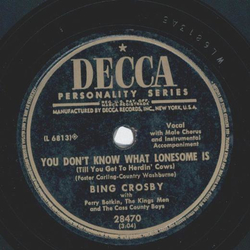 DECCA
PERSONALITY SERIES
MANUFACTURED BY DECCA RECORDS, INC., NEW YORK, U.S.A.
(L 6813)
Vocal
with Male Chorus
and Instrumental
Accompaniment
YOU DON'T KNOW WHAT LONESOME IS
(Till You Get To Herdin' Cows)
(Foster Carling-Country Washburne)
BING CROSBY
with
Perry Botkin, The Kings Men
and The Cass County Boys
28470
(3:04)